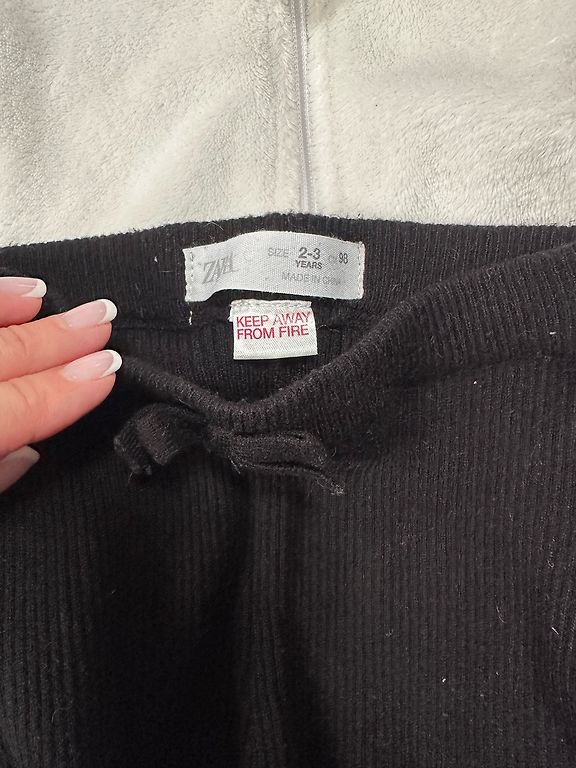 ZARA
SIZE 2-3 YEARS CM 98
MADE IN CHINA
KEEP AWAY
FROM FIRE